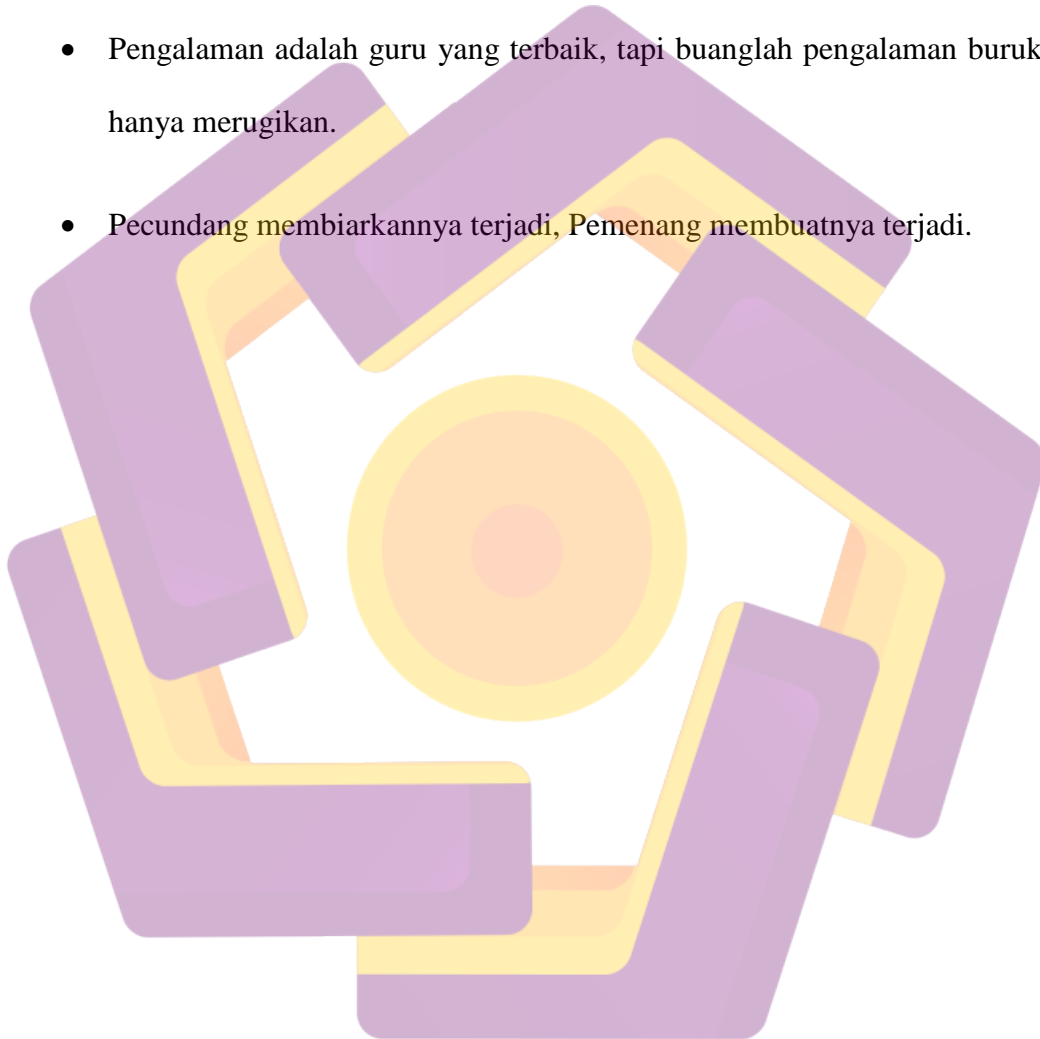 • Pengalaman adalah guru yang terbaik, tapi buanglah pengalaman buruk
hanya merugikan.
• Pecundang membiarkannya terjadi, Pemenang membuatnya terjadi.